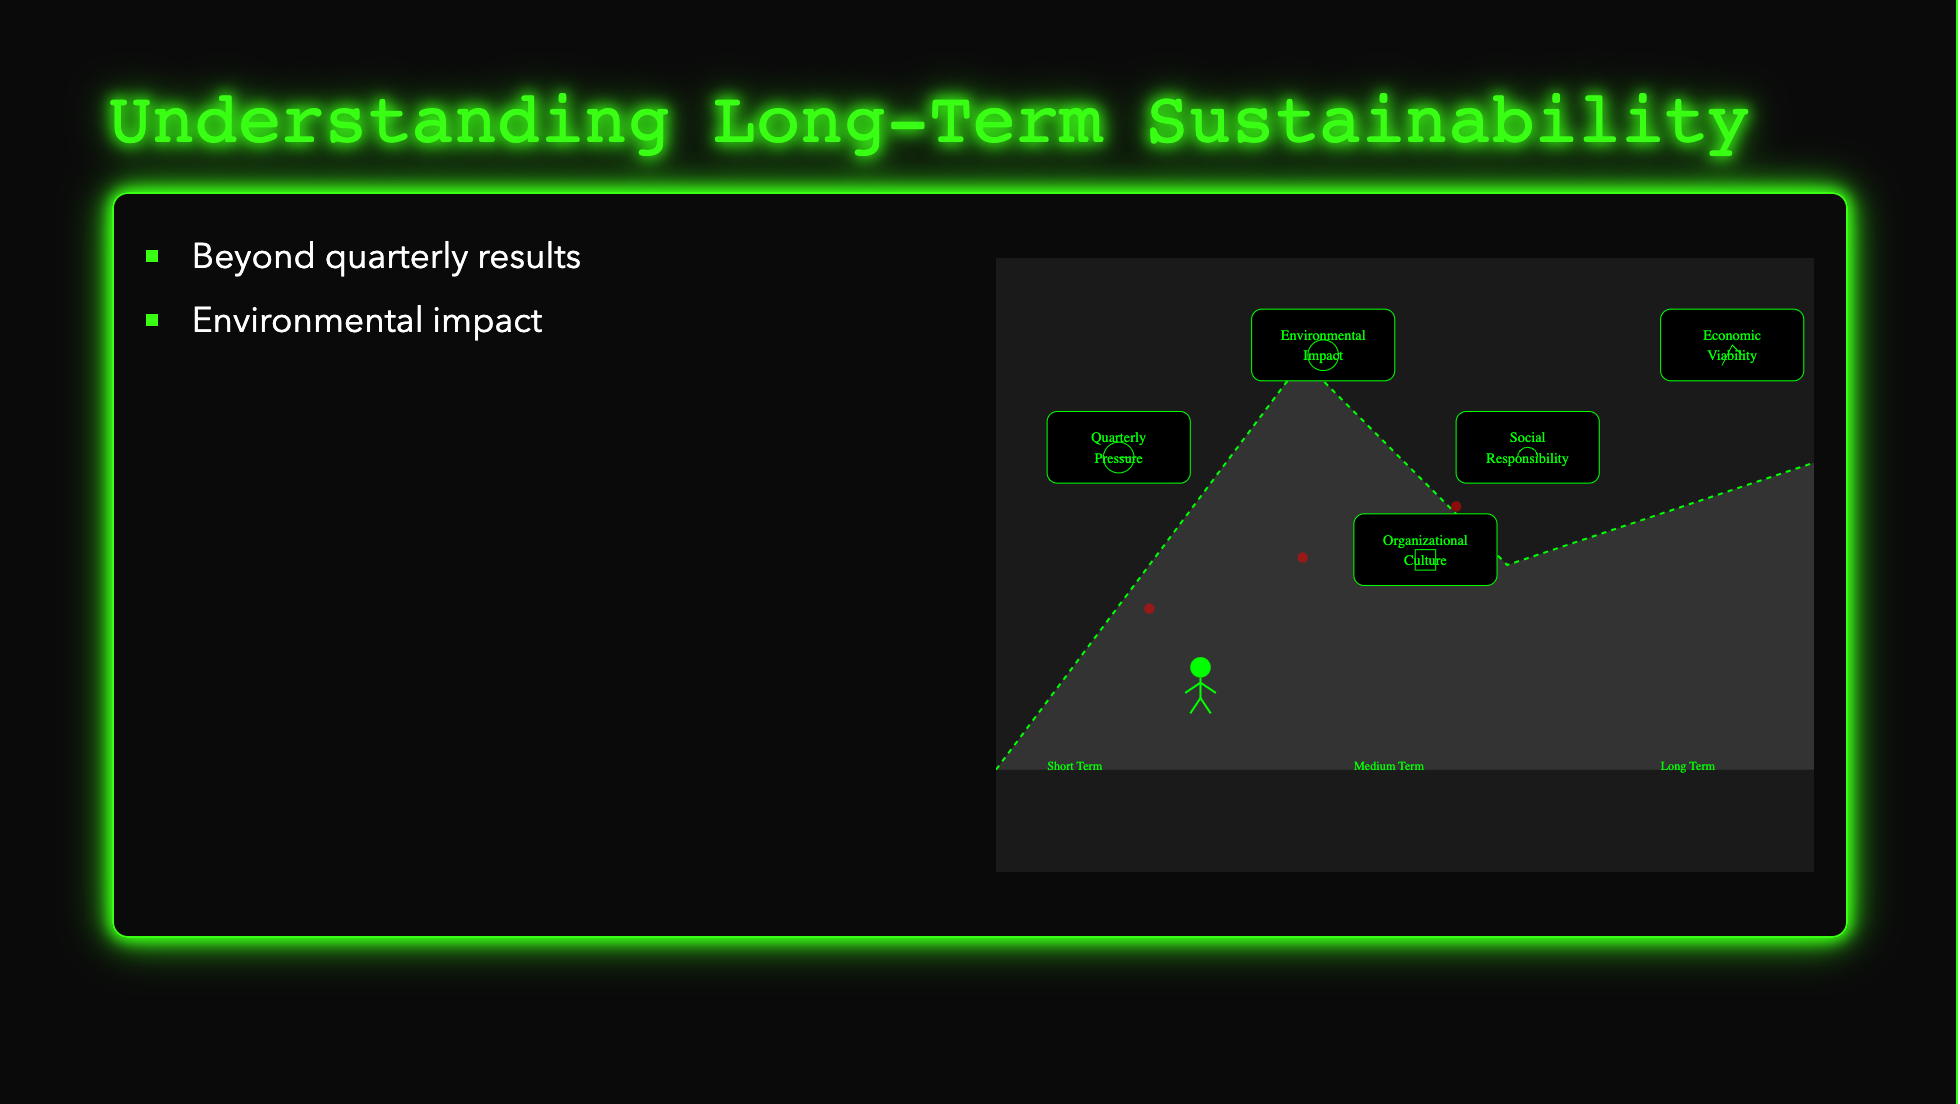 Understanding Long-Term Sustainability
Beyond quarterly results
Environmental impact
Environmental
Impact
Economic
Viability
Quarterly
Pressure
Social
Responsibility
Organizational
Culture
Short Term
Medium Term
Long Term